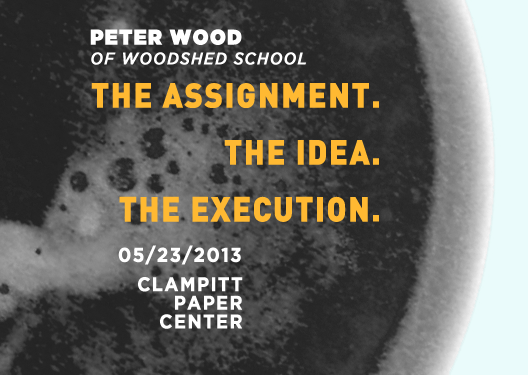 PETER WOOD
OF WOODSHED SCHOOL
THE ASSIGNMENT.
THE IDEA.
THE EXECUTION.
05/23/2013
CLAMPITT
PAPER
CENTER